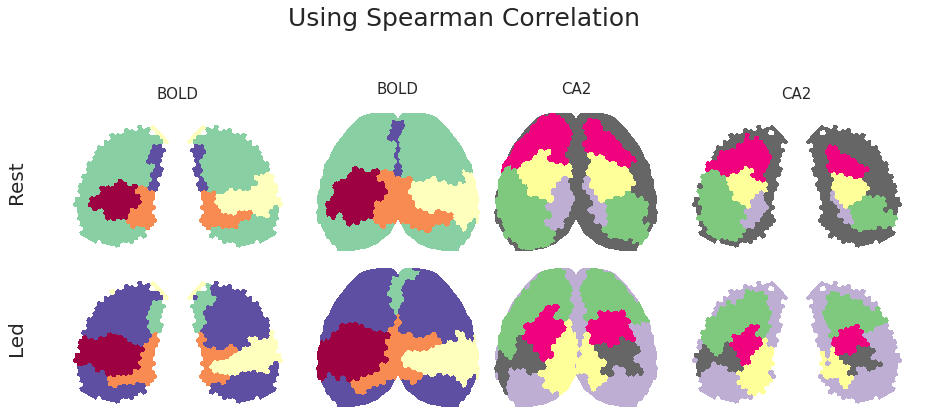 Using Spearman Correlation
BOLD
BOLD
CA2
CA2
Rest
Led